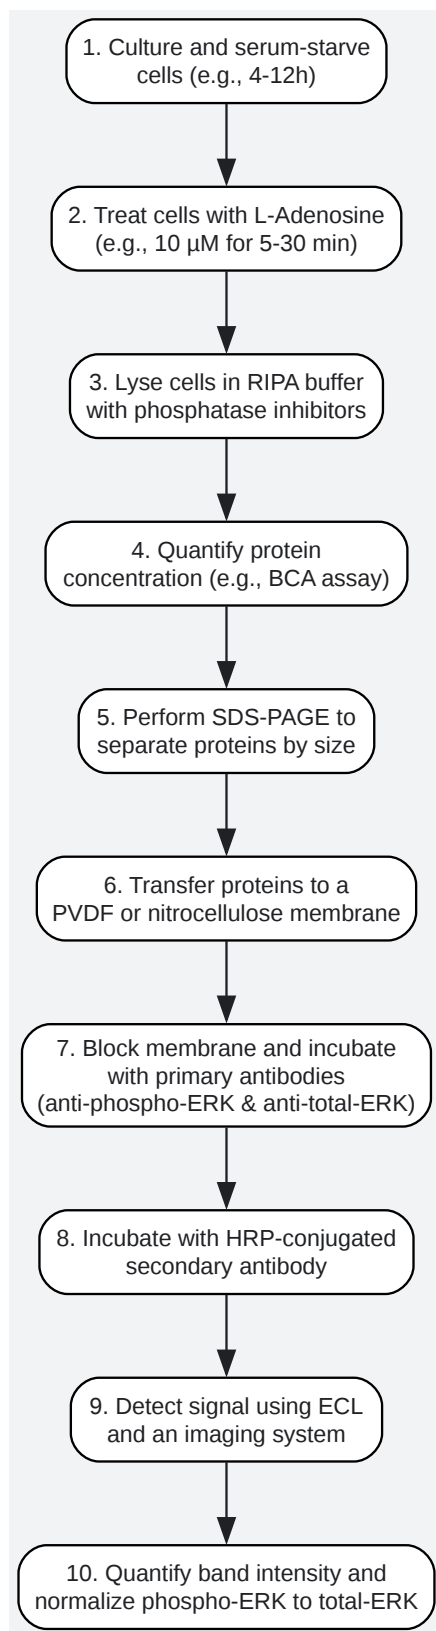 1. Culture and serum-starve
cells (e.g., 4-12h)
2. Treat cells with L-Adenosine
(e.g., 10 µM for 5-30 min)
3. Lyse cells in RIPA buffer
with phosphatase inhibitors
4. Quantify protein
concentration (e.g., BCA assay)
5. Perform SDS-PAGE to
separate proteins by size
6. Transfer proteins to a
PVDF or nitrocellulose membrane
7. Block membrane and incubate
with primary antibodies
(anti-phospho-ERK & anti-total-ERK)
8. Incubate with HRP-conjugated
secondary antibody
9. Detect signal using ECL
and an imaging system
10. Quantify band intensity and
normalize phospho-ERK to total-ERK